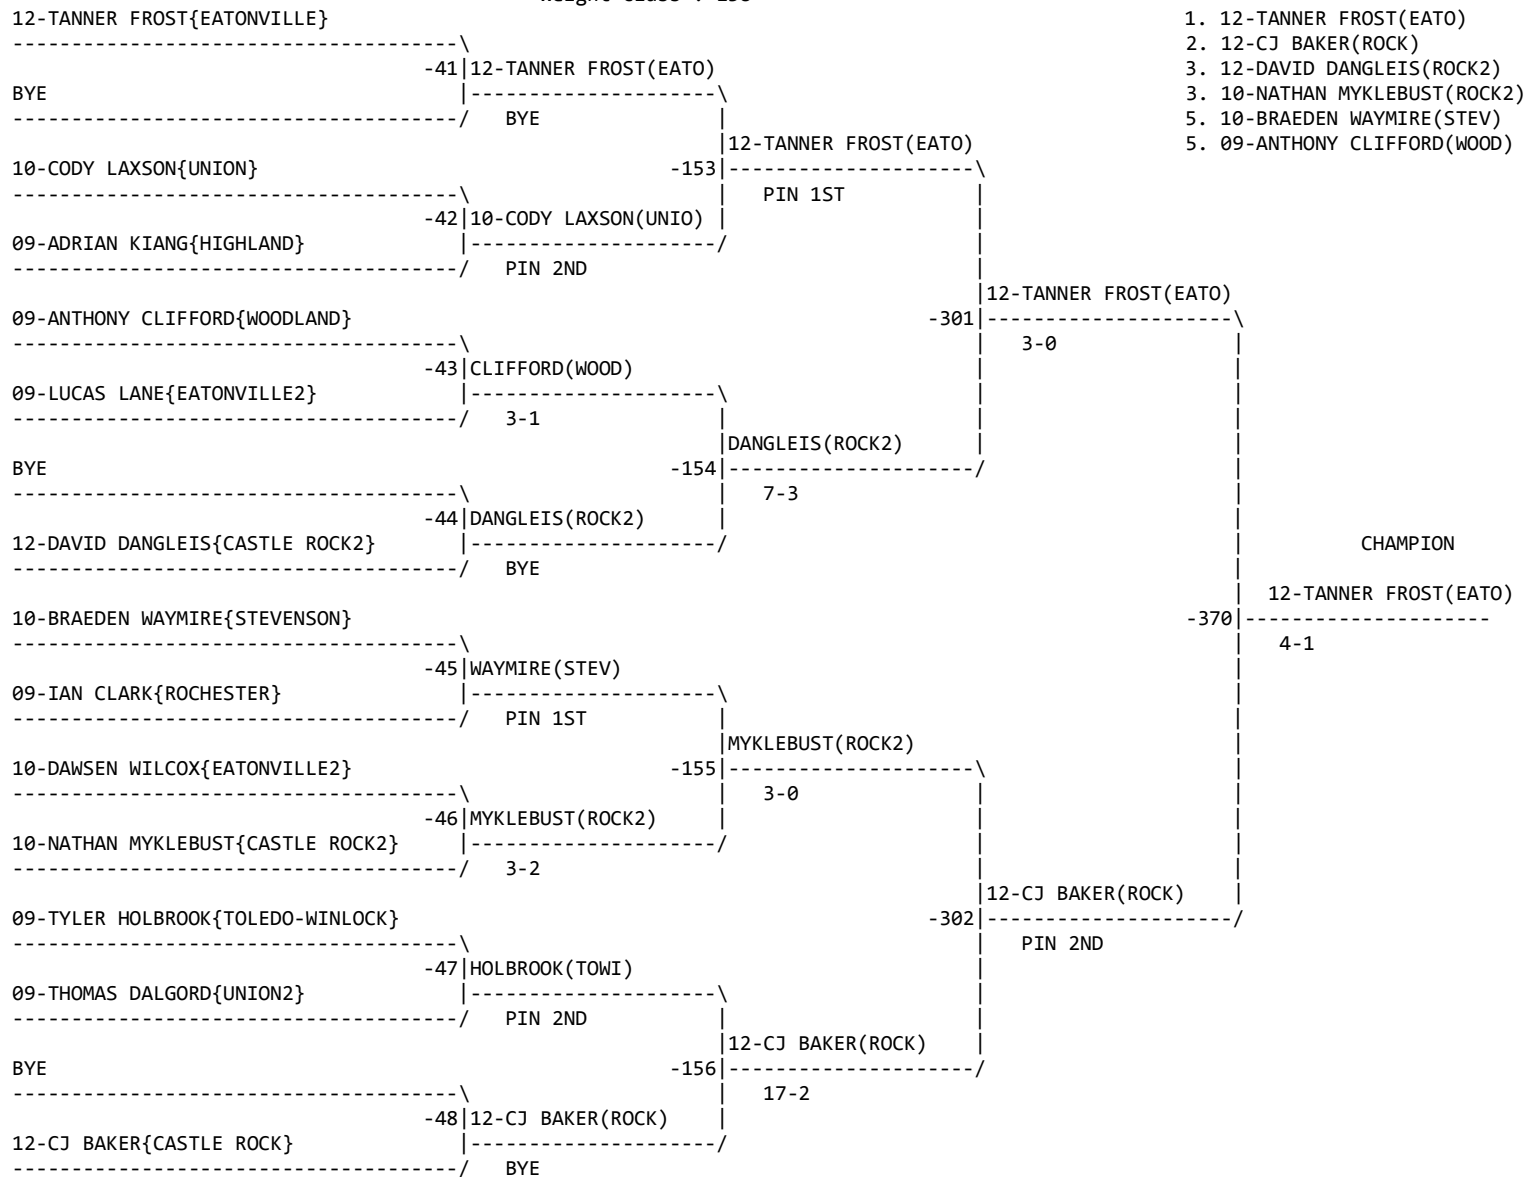 12-TANNER FROST{EATONVILLE}
1. 12-TANNER FROST(EATO)
--------------------------------------\
2. 12-CJ BAKER(ROCK)
-41|12-TANNER FROST(EATO)
3. 12-DAVID DANGLEIS(ROCK2)
BYE |---------------------\
3. 10-NATHAN MYKLEBUST(ROCK2)
--------------------------------------/ BYE |
5. 10-BRAEDEN WAYMIRE(STEV)
|12-TANNER FROST(EATO)
5. 09-ANTHONY CLIFFORD(WOOD)
10-CODY LAXSON{UNION} -153|---------------------\
--------------------------------------\ | PIN 1ST |
-42|10-CODY LAXSON(UNIO) | |
09-ADRIAN KIANG{HIGHLAND} |---------------------/ |
--------------------------------------/ PIN 2ND |
|12-TANNER FROST(EATO)
09-ANTHONY CLIFFORD{WOODLAND} -301|---------------------\
--------------------------------------\ | 3-0 |
-43|CLIFFORD(WOOD) | |
09-LUCAS LANE{EATONVILLE2} |---------------------\ | |
--------------------------------------/ 3-1 | | |
|DANGLEIS(ROCK2) | |
BYE -154|---------------------/ |
--------------------------------------\ | 7-3 |
-44|DANGLEIS(ROCK2) | |
12-DAVID DANGLEIS{CASTLE ROCK2} |---------------------/ | CHAMPION
--------------------------------------/ BYE |
| 12-TANNER FROST(EATO)
10-BRAEDEN WAYMIRE{STEVENSON} -370|---------------------
--------------------------------------\ | 4-1
-45|WAYMIRE(STEV) |
09-IAN CLARK{ROCHESTER} |---------------------\ |
--------------------------------------/ PIN 1ST | |
|MYKLEBUST(ROCK2) |
10-DAWSEN WILCOX{EATONVILLE2} -155|---------------------\ |
--------------------------------------\ | 3-0 | |
-46|MYKLEBUST(ROCK2) | | |
10-NATHAN MYKLEBUST{CASTLE ROCK2} |---------------------/ | |
--------------------------------------/ 3-2 | |
|12-CJ BAKER(ROCK) |
09-TYLER HOLBROOK{TOLEDO-WINLOCK} -302|---------------------/
--------------------------------------\ | PIN 2ND
-47|HOLBROOK(TOWI) |
09-THOMAS DALGORD{UNION2} |---------------------\ |
--------------------------------------/ PIN 2ND | |
|12-CJ BAKER(ROCK) |
BYE -156|---------------------/
--------------------------------------\ | 17-2
-48|12-CJ BAKER(ROCK) |
12-CJ BAKER{CASTLE ROCK} |---------------------/
--------------------------------------/ BYE